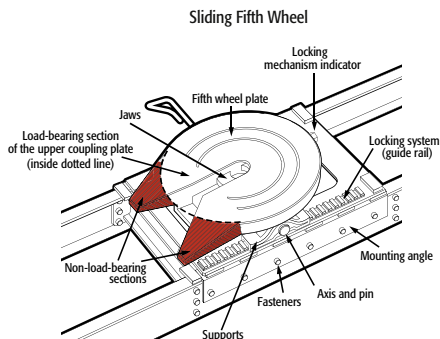 Sliding Fifth Wheel
Locking
mechanism indicator
Fifth wheel plate
Jaws
Load-bearing section
of the upper coupling plate
(inside dotted line)
Locking system
(guide rail)
Mounting angle
Non-load-bearing
sections
Axis and pin
Fasteners
Supports